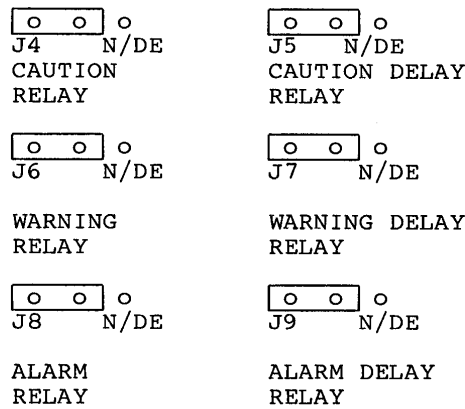 J4 N/DE
CAUTION
RELAY
J5 N/DE
CAUTION DELAY
RELAY
J6 N/DE
WARNING
RELAY
J7 N/DE
WARNING DELAY
RELAY
J8 N/DE
ALARM
RELAY
J9 N/DE
ALARM DELAY
RELAY